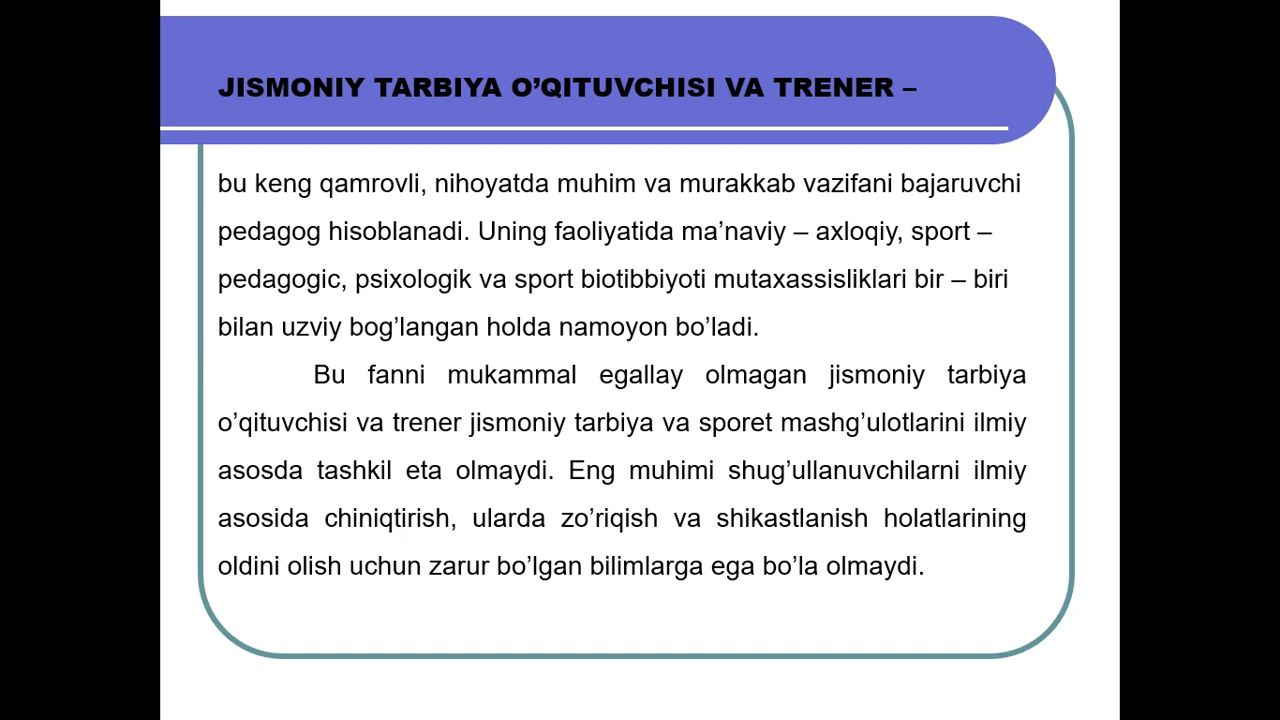 JISMONIY TARBIYA O’QITUVCHISI VA TRENER –
bu keng qamrovli, nihoyatda muhim va murakkab vazifani bajaruvchi
pedagog hisoblanadi. Uning faoliyatida ma’naviy – axloqiy, sport –
pedagogic, psixologik va sport biotibbiyoti mutaxassisliklari bir – biri
bilan uzviy bog’langan holda namoyon bo’ladi.
Bu fanni mukammal egallay olmagan jismoniy tarbiya
o’qituvchisi va trener jismoniy tarbiya va sporet mashg’ulotlarini ilmiy
asosda tashkil eta olmaydi. Eng muhimi shug’ullanuvchilarni ilmiy
asosida chiniqtirish, ularda zo’riqish va shikastlanish holatlarining
oldini olish uchun zarur bo’lgan bilimlarga ega bo’la olmaydi.